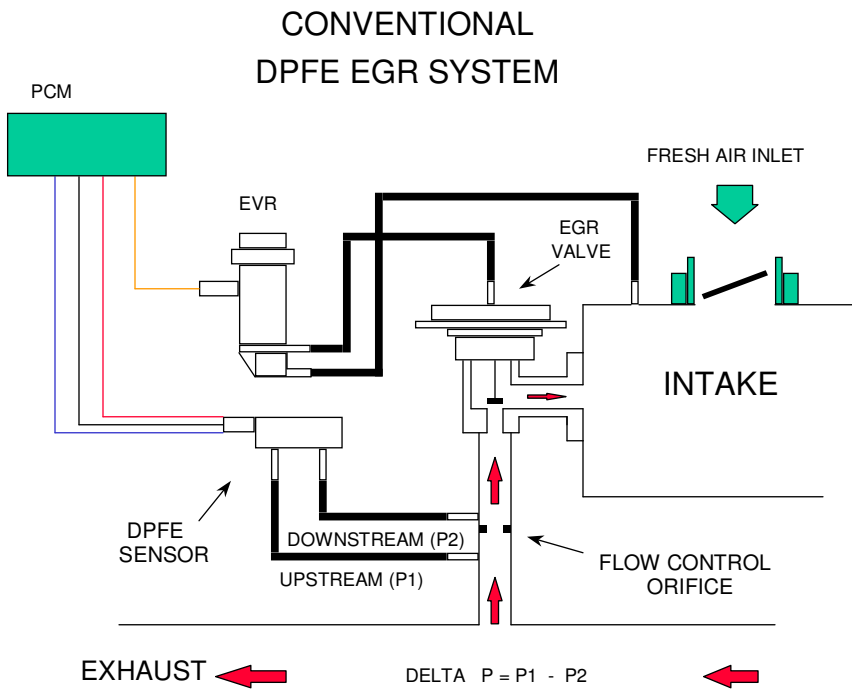 CONVENTIONAL
DPFE EGR SYSTEM
PCM
FRESH AIR INLET
EVR
EGR
VALVE
INTAKE
DPFE
SENSOR
DOWNSTREAM (P2)
UPSTREAM (P1)
FLOW CONTROL
ORIFICE
EXHAUST
DELTA P = P1 - P2